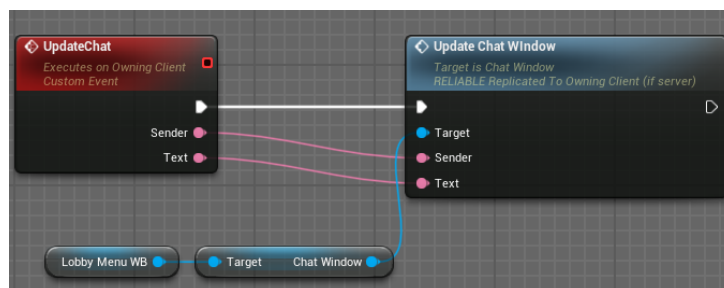 UpdateChat
Executes on Owning Client
Custom Event
Sender
Text
Update Chat WIndow
Target is Chat Window
RELIABLE Replicated To Owning Client (if server)
Target
Sender
Text
Lobby Menu WB
Target Chat Window